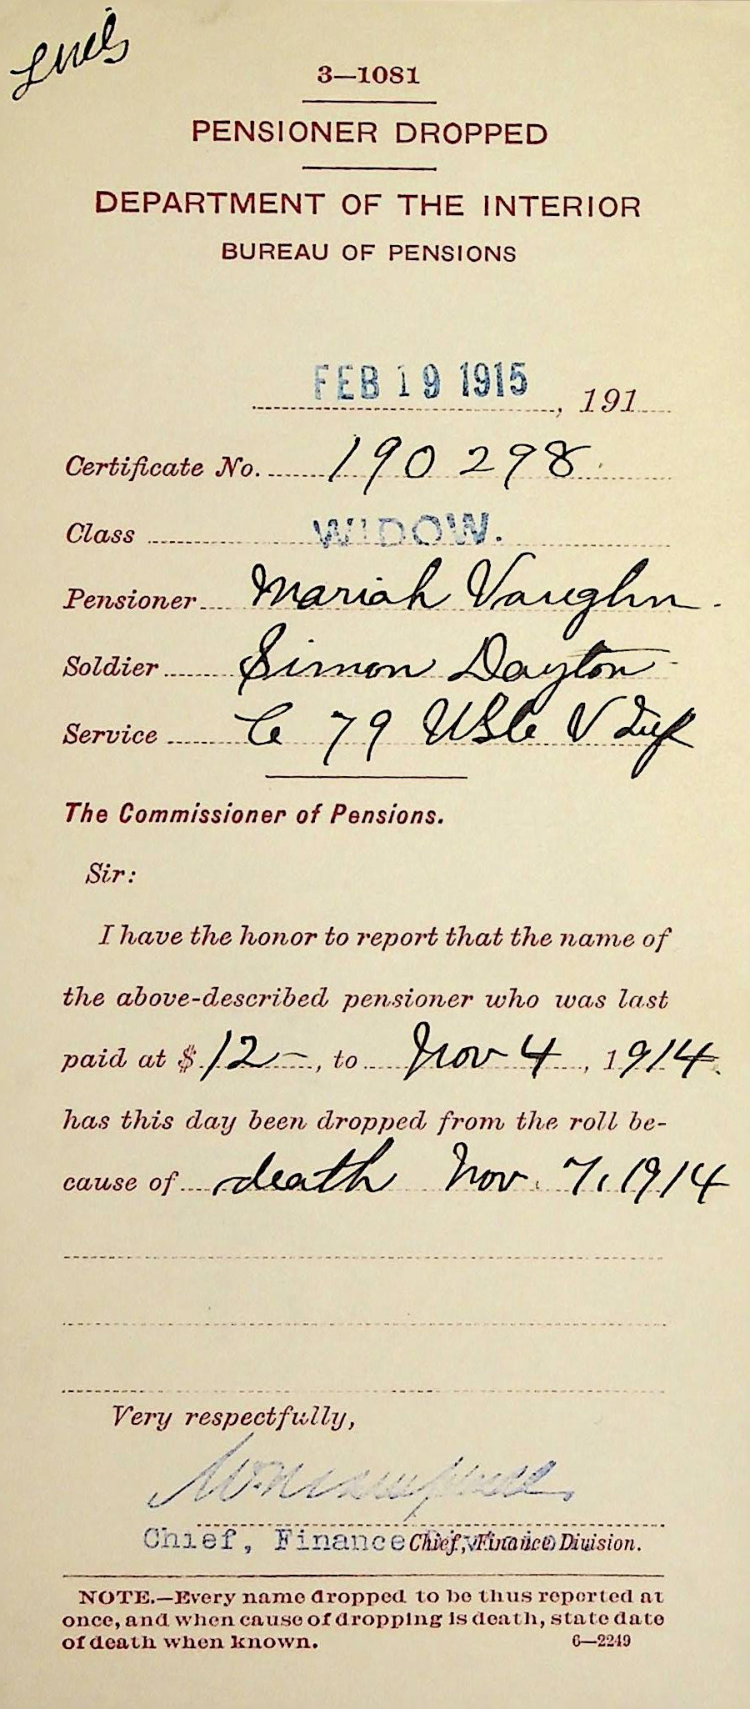 3—1081
PENSIONER DROPPED
DEPARTMENT OF THE INTERIOR
BUREAU OF PENSIONS
FEB 19 1915, 191
Certificate No. 190298
Class WIDOW.
Pensioner Mariah Vaughn
Soldier Simon Dayton
Service C 79 USC V Inf
The Commissioner of Pensions.
Sir:
I have the honor to report that the name of
the above-described pensioner who was last
paid at $12—, to Nov 4, 1914
has this day been dropped from the roll be-
cause of death Nov. 7, 1914
Very respectfully,
Chief, Finance Division.
Chief, Finance Division.
NOTE.—Every name dropped to be thus reported at
once, and when cause of dropping is death, state date
of death when known.
6—2249